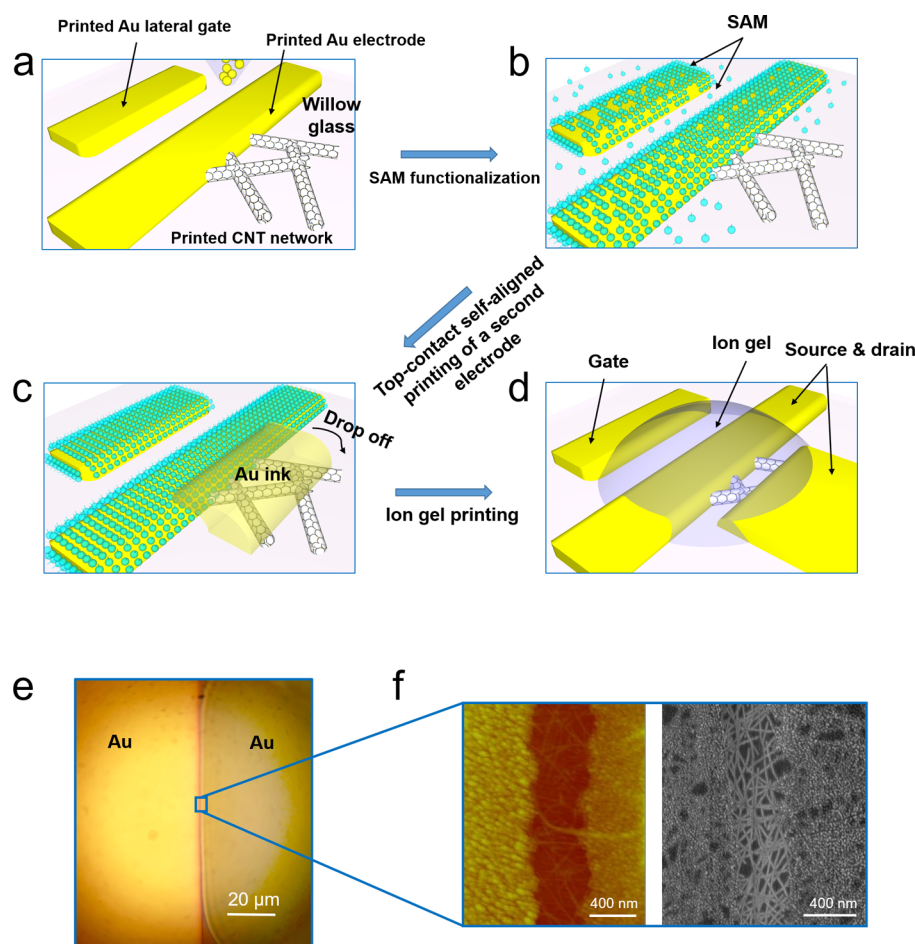 a
Printed Au lateral gate
Printed Au electrode
Willow
glass
Printed CNT network
SAM functionalization
b
SAM
Top-contact self-aligned
printing of a second
electrode
c
Drop off
Au ink
Ion gel printing
d
Gate
Ion gel
Source & drain
e
Au
Au
20 μm
f
400 nm
400 nm